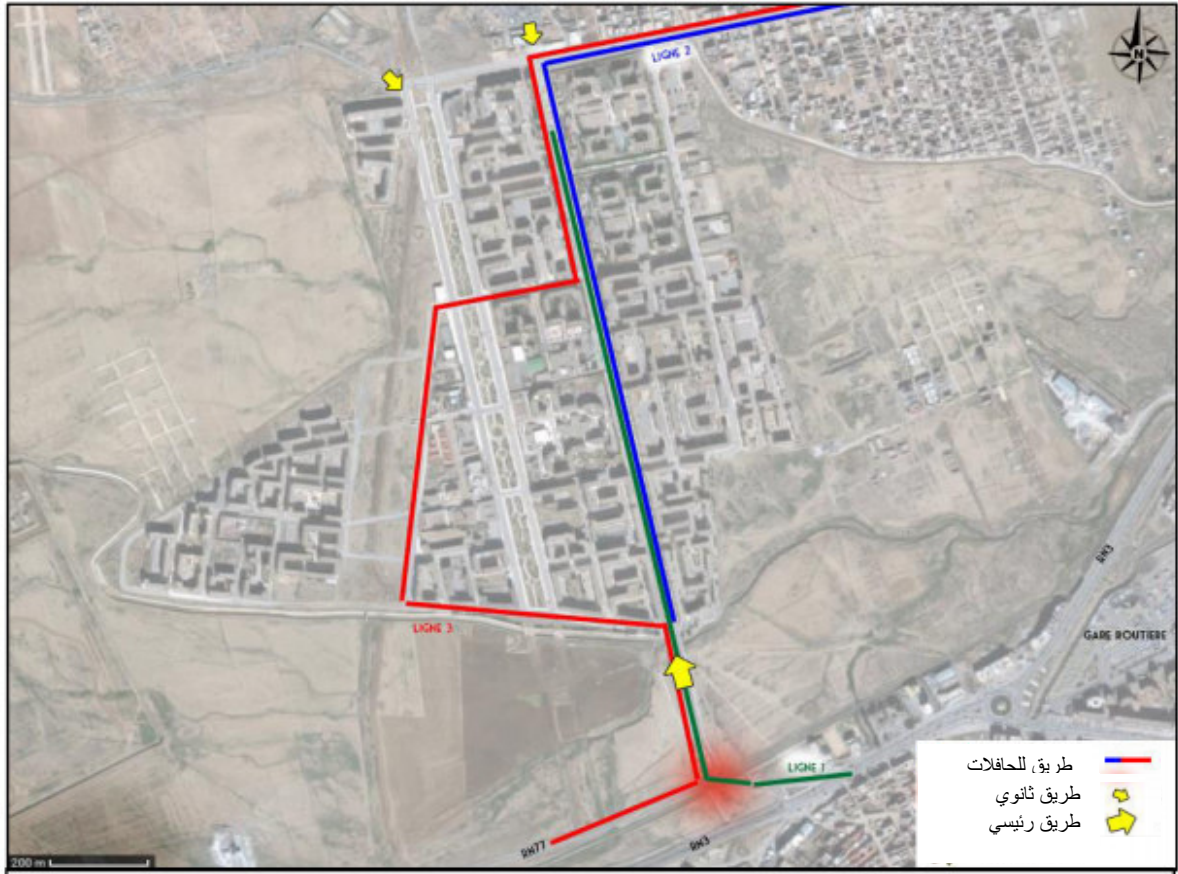 N
LIGNE 2
LIGNE 3
RN3
GARE ROUTIERE
LIGNE 1
RN77
RN3
200 m
طريق للحافلات
طريق ثانوي
طريق رئيسي